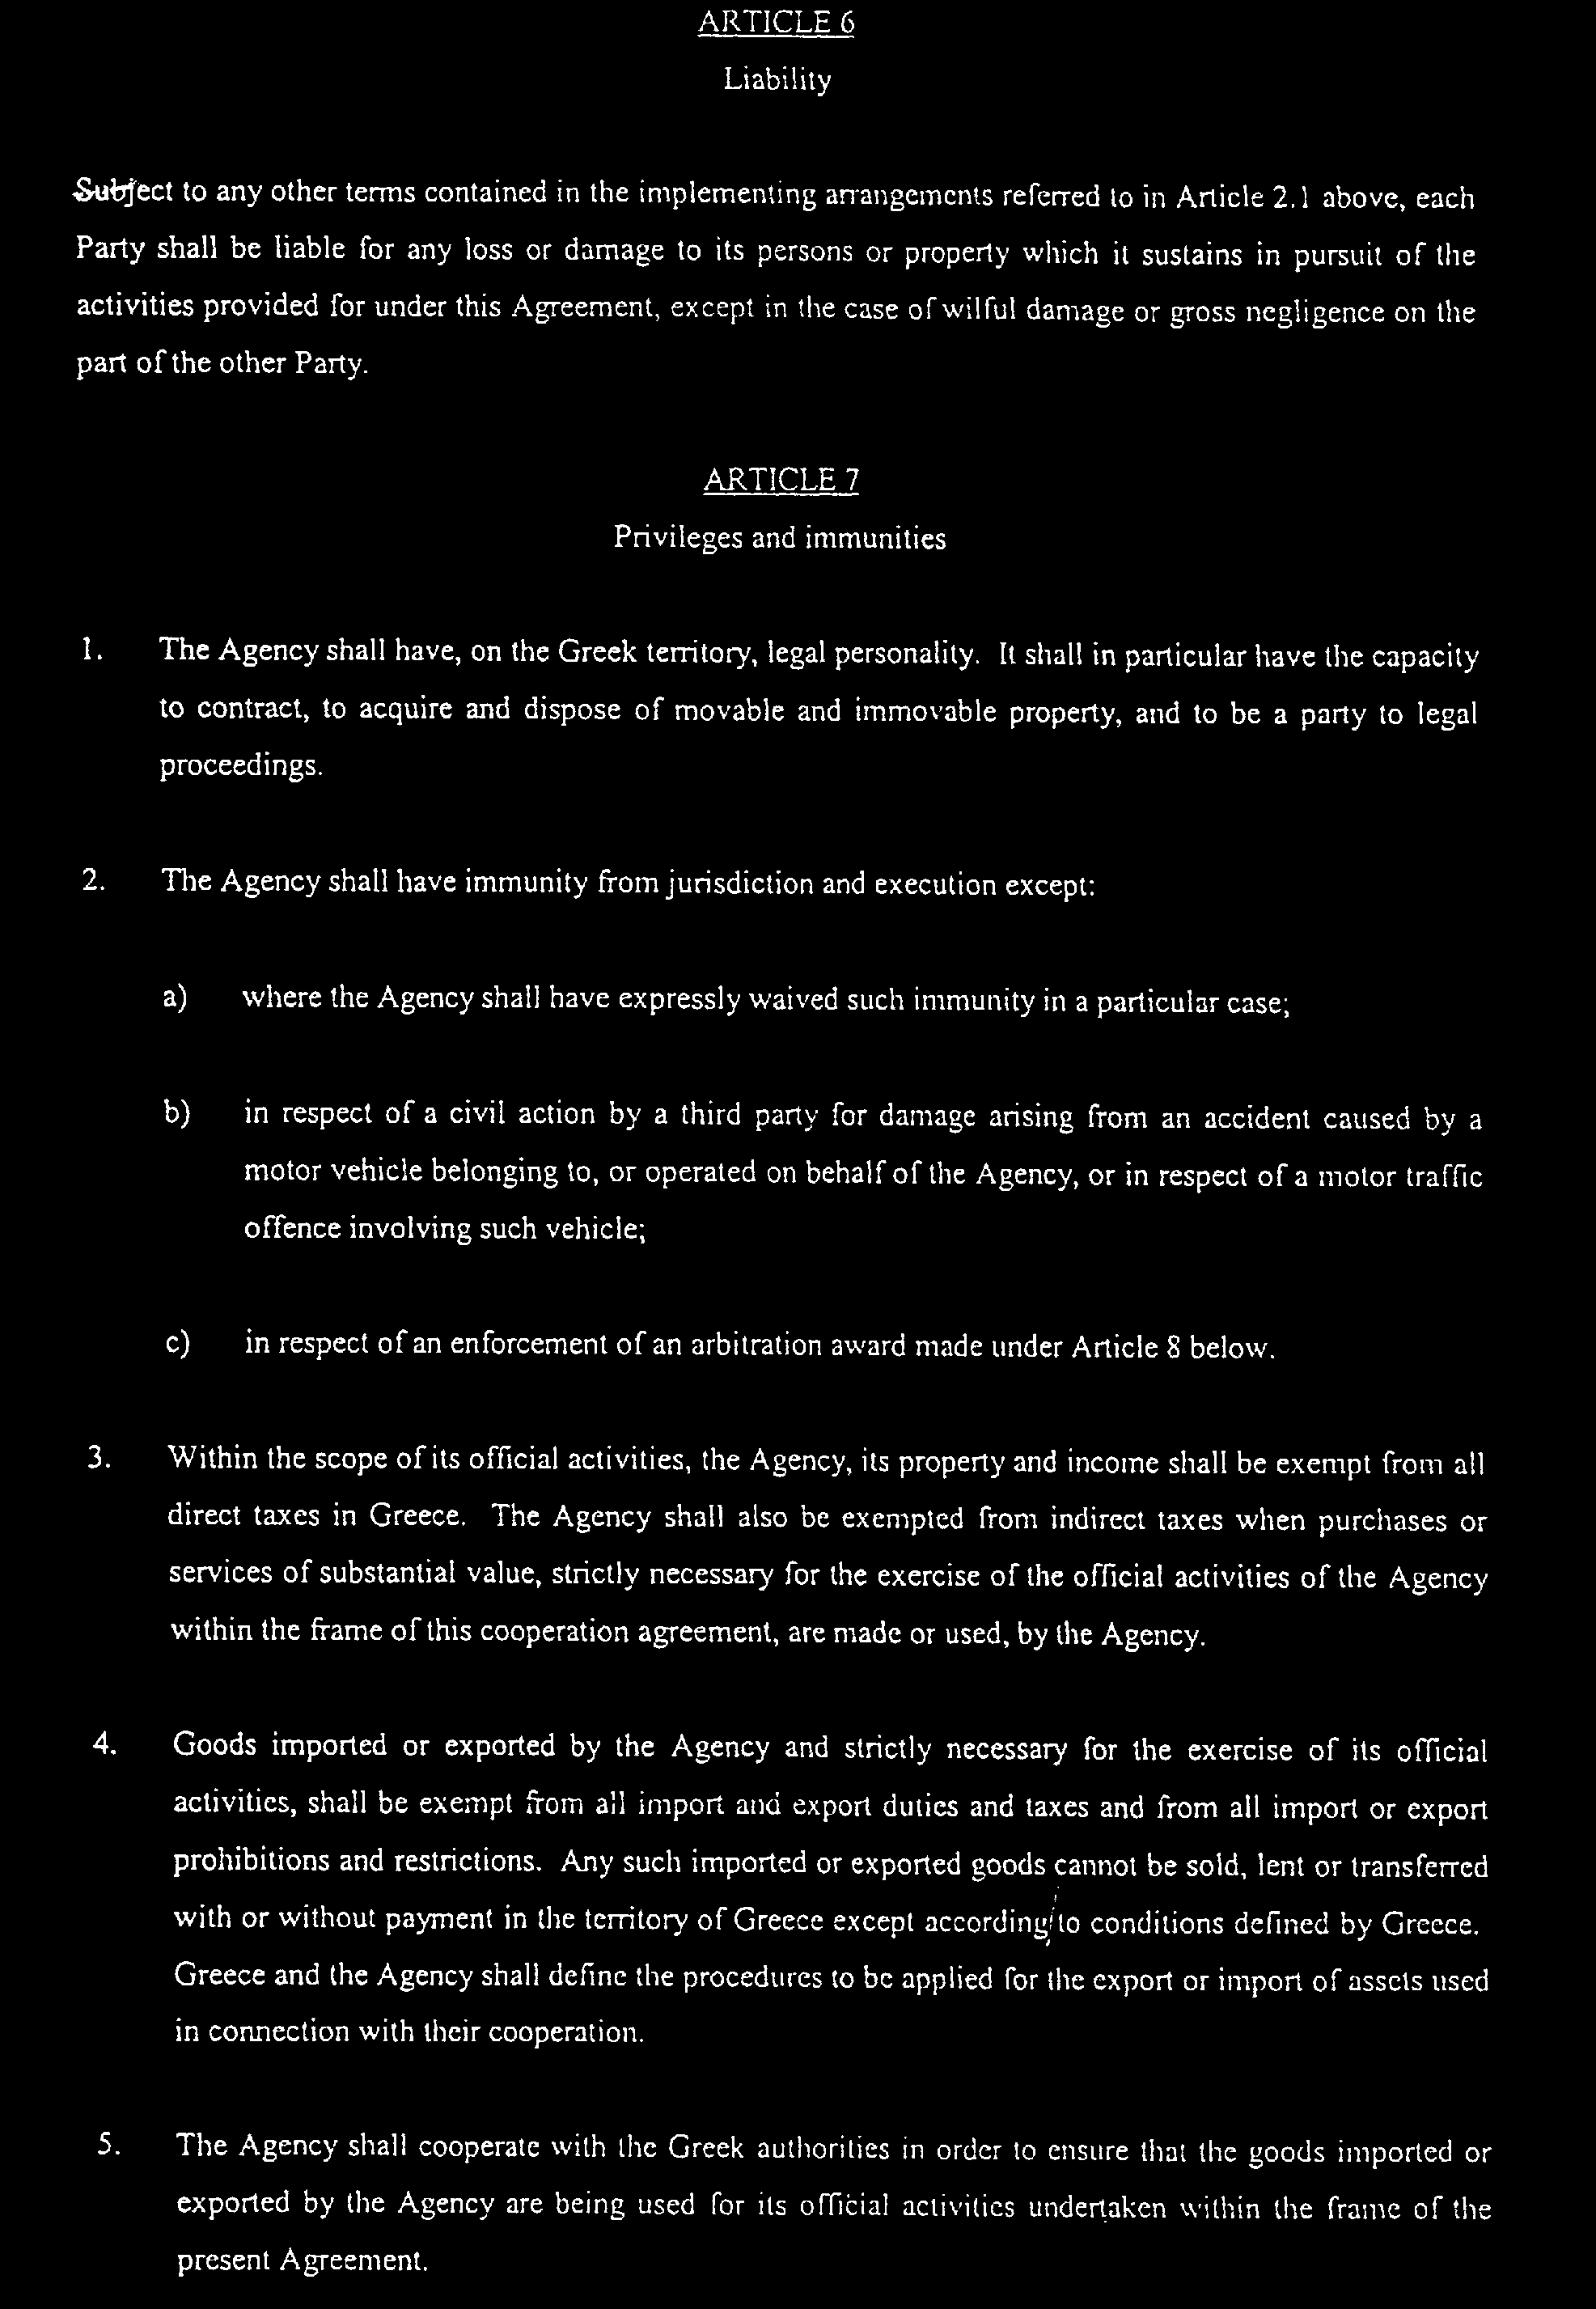 ARTICLE 6
Liability
Subject to any other terms contained in the implementing arrangements referred to in Article 2.1 above, each
Party shall be liable for any loss or damage to its persons or property which it sustains in pursuit of the
activities provided for under this Agreement, except in the case of wilful damage or gross negligence on the
part of the other Party.
ARTICLE 7
Privileges and immunities
1. The Agency shall have, on the Greek territory, legal personality. It shall in particular have the capacity
to contract, to acquire and dispose of movable and immovable property, and to be a party to legal
proceedings.
2. The Agency shall have immunity from jurisdiction and execution except:
a) where the Agency shall have expressly waived such immunity in a particular case;
b) in respect of a civil action by a third party for damage arising from an accident caused by a
motor vehicle belonging to, or operated on behalf of the Agency, or in respect of a motor traffic
offence involving such vehicle;
c) in respect of an enforcement of an arbitration award made under Article 8 below.
3. Within the scope of its official activities, the Agency, its property and income shall be exempt from all
direct taxes in Greece. The Agency shall also be exempted from indirect taxes when purchases or
services of substantial value, strictly necessary for the exercise of the official activities of the Agency
within the frame of this cooperation agreement, are made or used, by the Agency.
4. Goods imported or exported by the Agency and strictly necessary for the exercise of its official
activities, shall be exempt from all import and export duties and taxes and from all import or export
prohibitions and restrictions. Any such imported or exported goods cannot be sold, lent or transferred
with or without payment in the territory of Greece except according to conditions defined by Greece.
Greece and the Agency shall define the procedures to be applied for the export or import of assets used
in connection with their cooperation.
5. The Agency shall cooperate with the Greek authorities in order to ensure that the goods imported or
exported by the Agency are being used for its official activities undertaken within the frame of the
present Agreement.